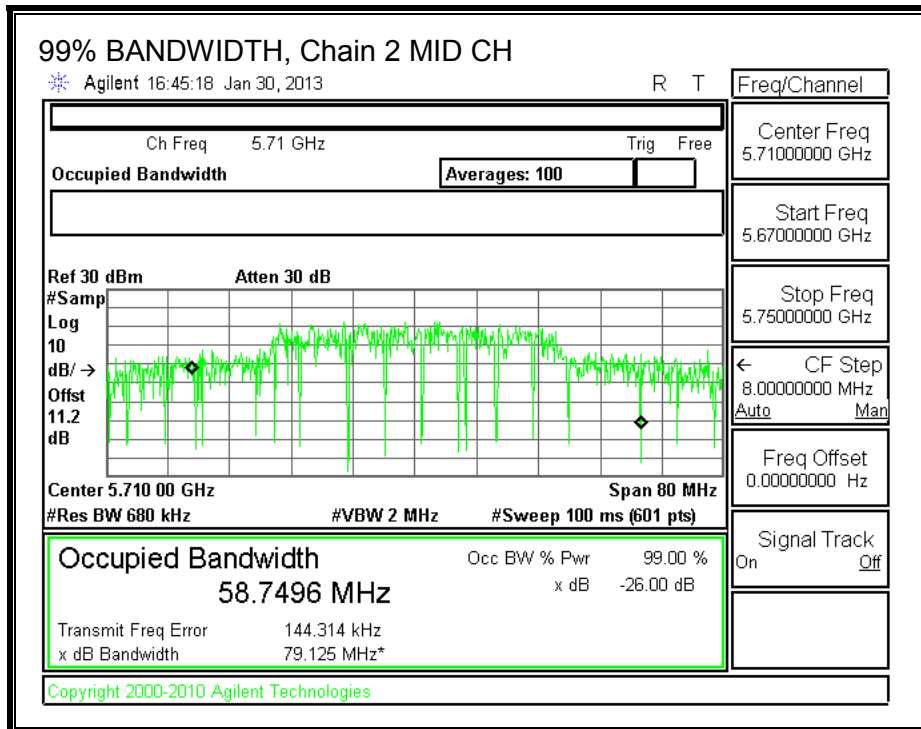 99% BANDWIDTH, Chain 2 MID CH
Agilent 16:45:18 Jan 30, 2013 R T
Ch Freq 5.71 GHz Trig Free
Occupied Bandwidth Averages: 100
Ref 30 dBm Atten 30 dB
#Samp
Log
10
dB/ →
Offst
11.2
dB
Center 5.710 00 GHz Span 80 MHz
#Res BW 680 kHz #VBW 2 MHz #Sweep 100 ms (601 pts)
Occupied Bandwidth Occ BW % Pwr 99.00 %
58.7496 MHz x dB -26.00 dB
Transmit Freq Error 144.314 kHz
x dB Bandwidth 79.125 MHz*
Copyright 2000-2010 Agilent Technologies
Freq/Channel
Center Freq
5.71000000 GHz
Start Freq
5.67000000 GHz
Stop Freq
5.75000000 GHz
← CF Step
8.00000000 MHz
Auto Man
Freq Offset
0.00000000 Hz
Signal Track
On Off